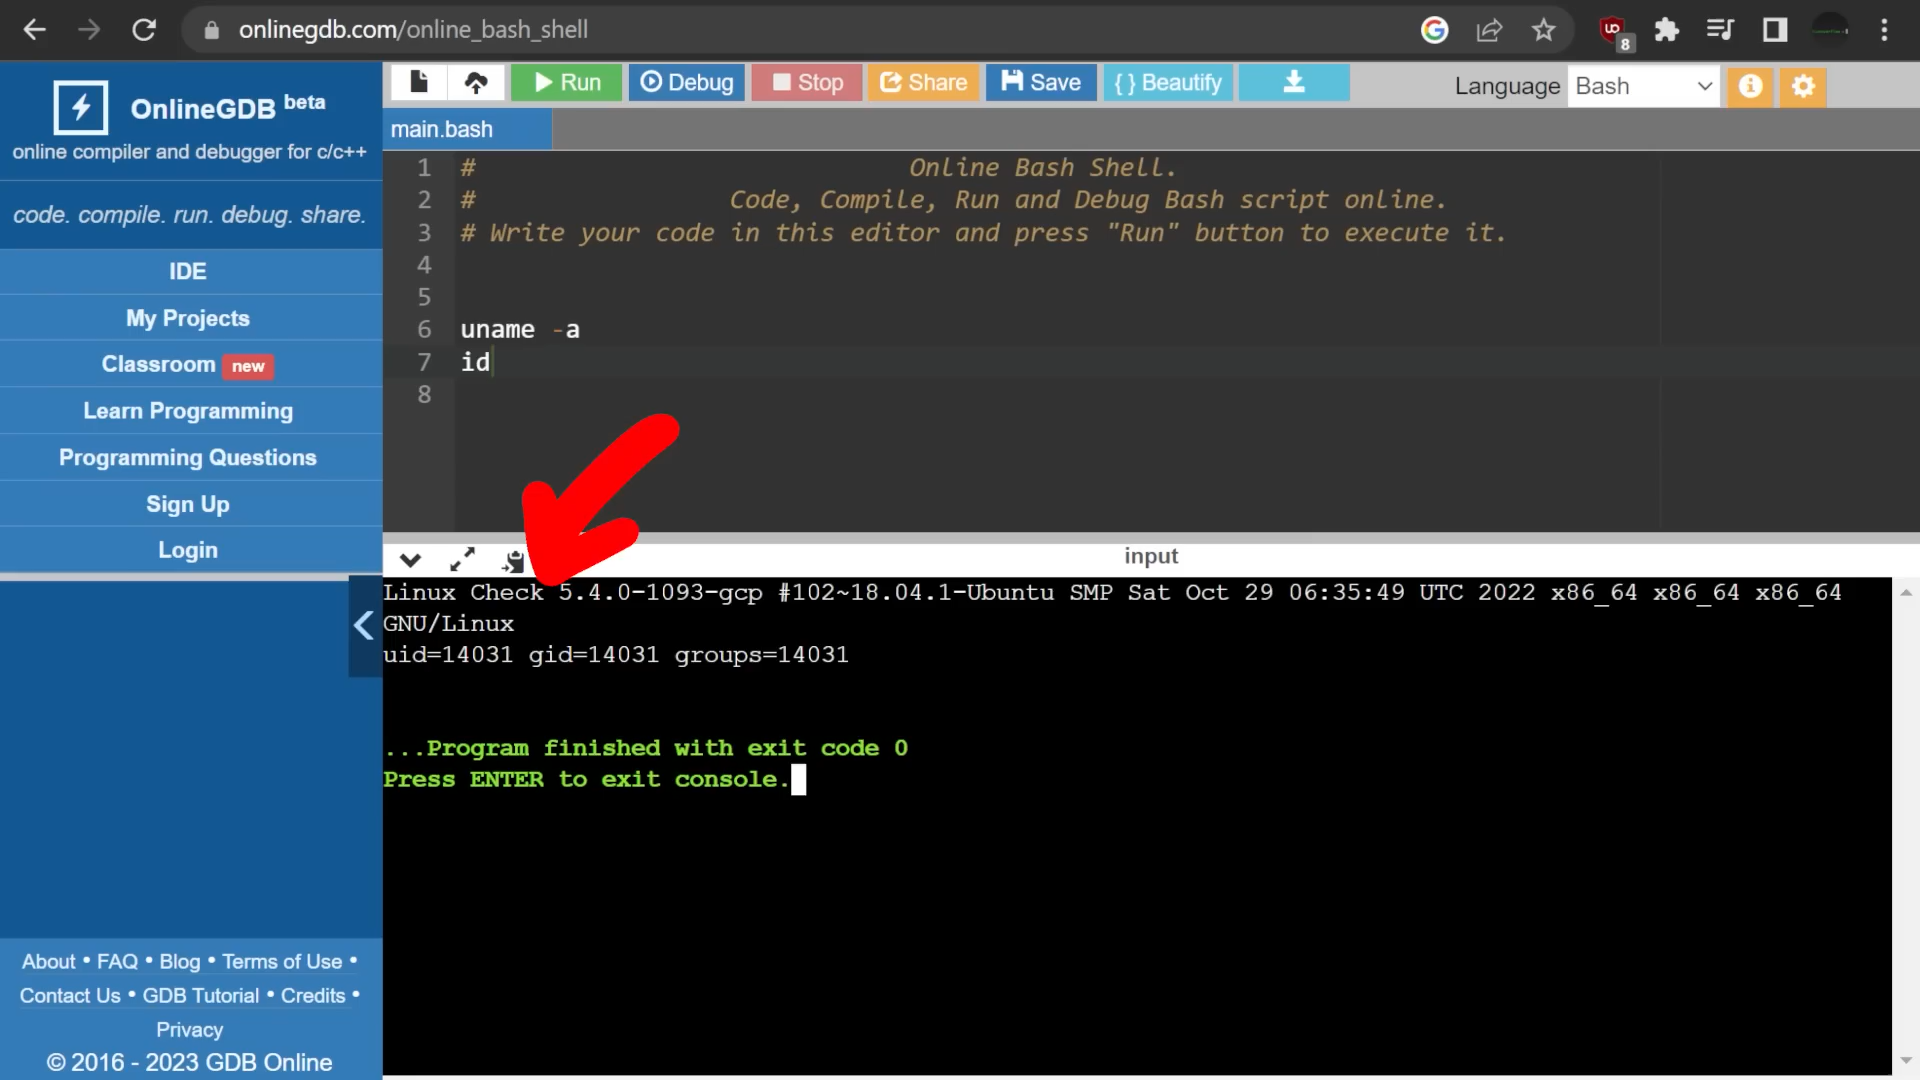 onlinegdb.com/online_bash_shell
8
OnlineGDB beta
online compiler and debugger for c/c++
code. compile. run. debug. share.
IDE
My Projects
Classroom new
Learn Programming
Programming Questions
Sign Up
Login
About • FAQ • Blog • Terms of Use •
Contact Us • GDB Tutorial • Credits •
Privacy
© 2016 - 2023 GDB Online
Run Debug Stop Share Save { } Beautify
Language Bash
main.bash
1 # Online Bash Shell.
2 # Code, Compile, Run and Debug Bash script online.
3 # Write your code in this editor and press "Run" button to execute it.
4
5
6 uname -a
7 id
8
input
Linux Check 5.4.0-1093-gcp #102~18.04.1-Ubuntu SMP Sat Oct 29 06:35:49 UTC 2022 x86_64 x86_64 x86_64
GNU/Linux
uid=14031 gid=14031 groups=14031
...Program finished with exit code 0
Press ENTER to exit console.